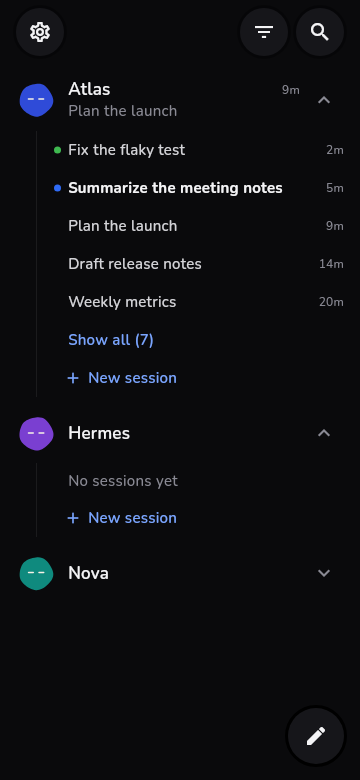 Atlas 9m
Plan the launch
Fix the flaky test 2m
Summarize the meeting notes 5m
Plan the launch 9m
Draft release notes 14m
Weekly metrics 20m
Show all (7)
+ New session
Hermes
No sessions yet
+ New session
Nova